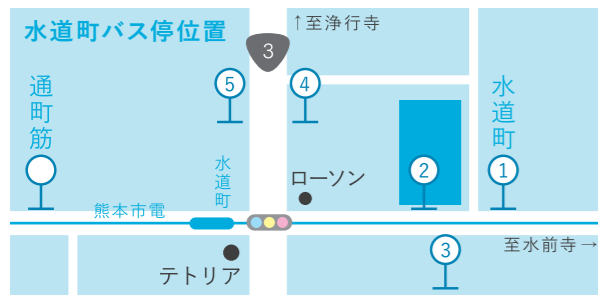 水道町バス停位置
↑至浄行寺
3
通町筋
5
4
水道町
水道町
ローソン
2
1
熊本市電
テトリア
3
至水前寺→